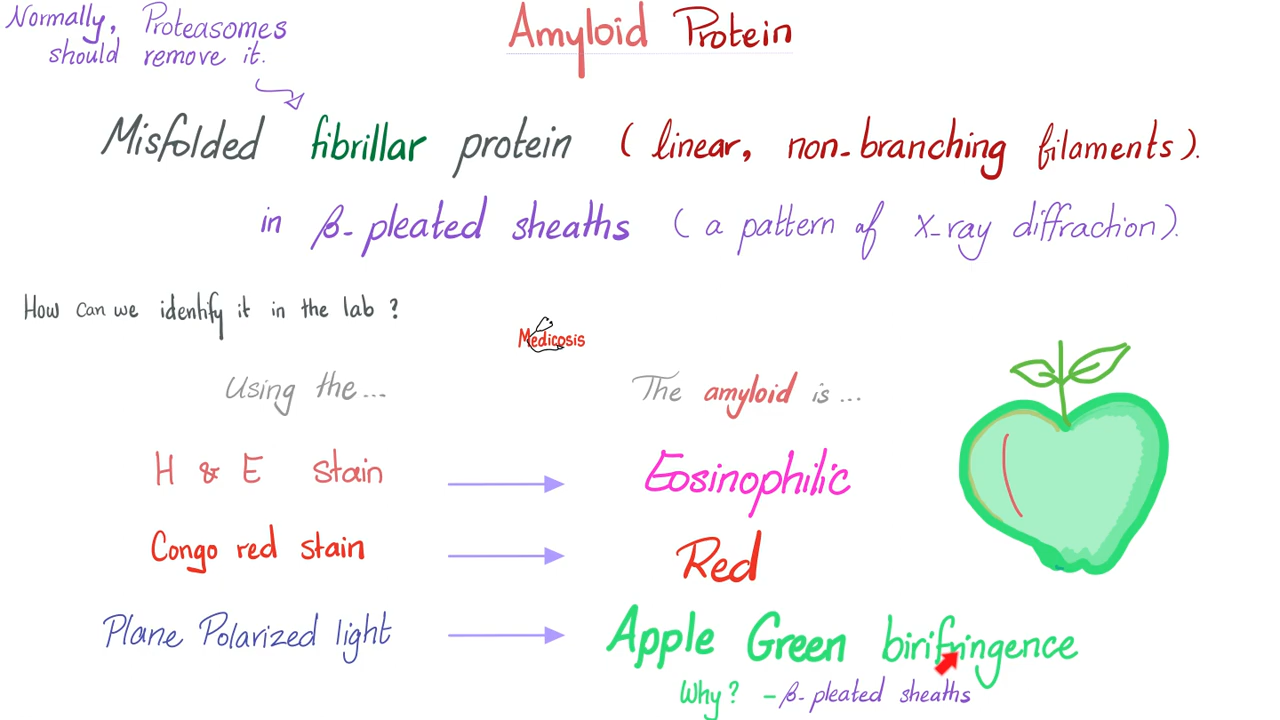 Normally, Proteasomes
should remove it.
Amyloid Protein
Misfolded fibrillar protein (linear, non-branching filaments).
in β-pleated sheaths (a pattern of X-ray diffraction).
How can we identify it in the lab?
Medicosis
Using the...
The amyloid is...
H & E stain
Eosinophilic
Congo red stain
Red
Plane Polarized light
Apple Green birifringence
Why? - β-pleated sheaths